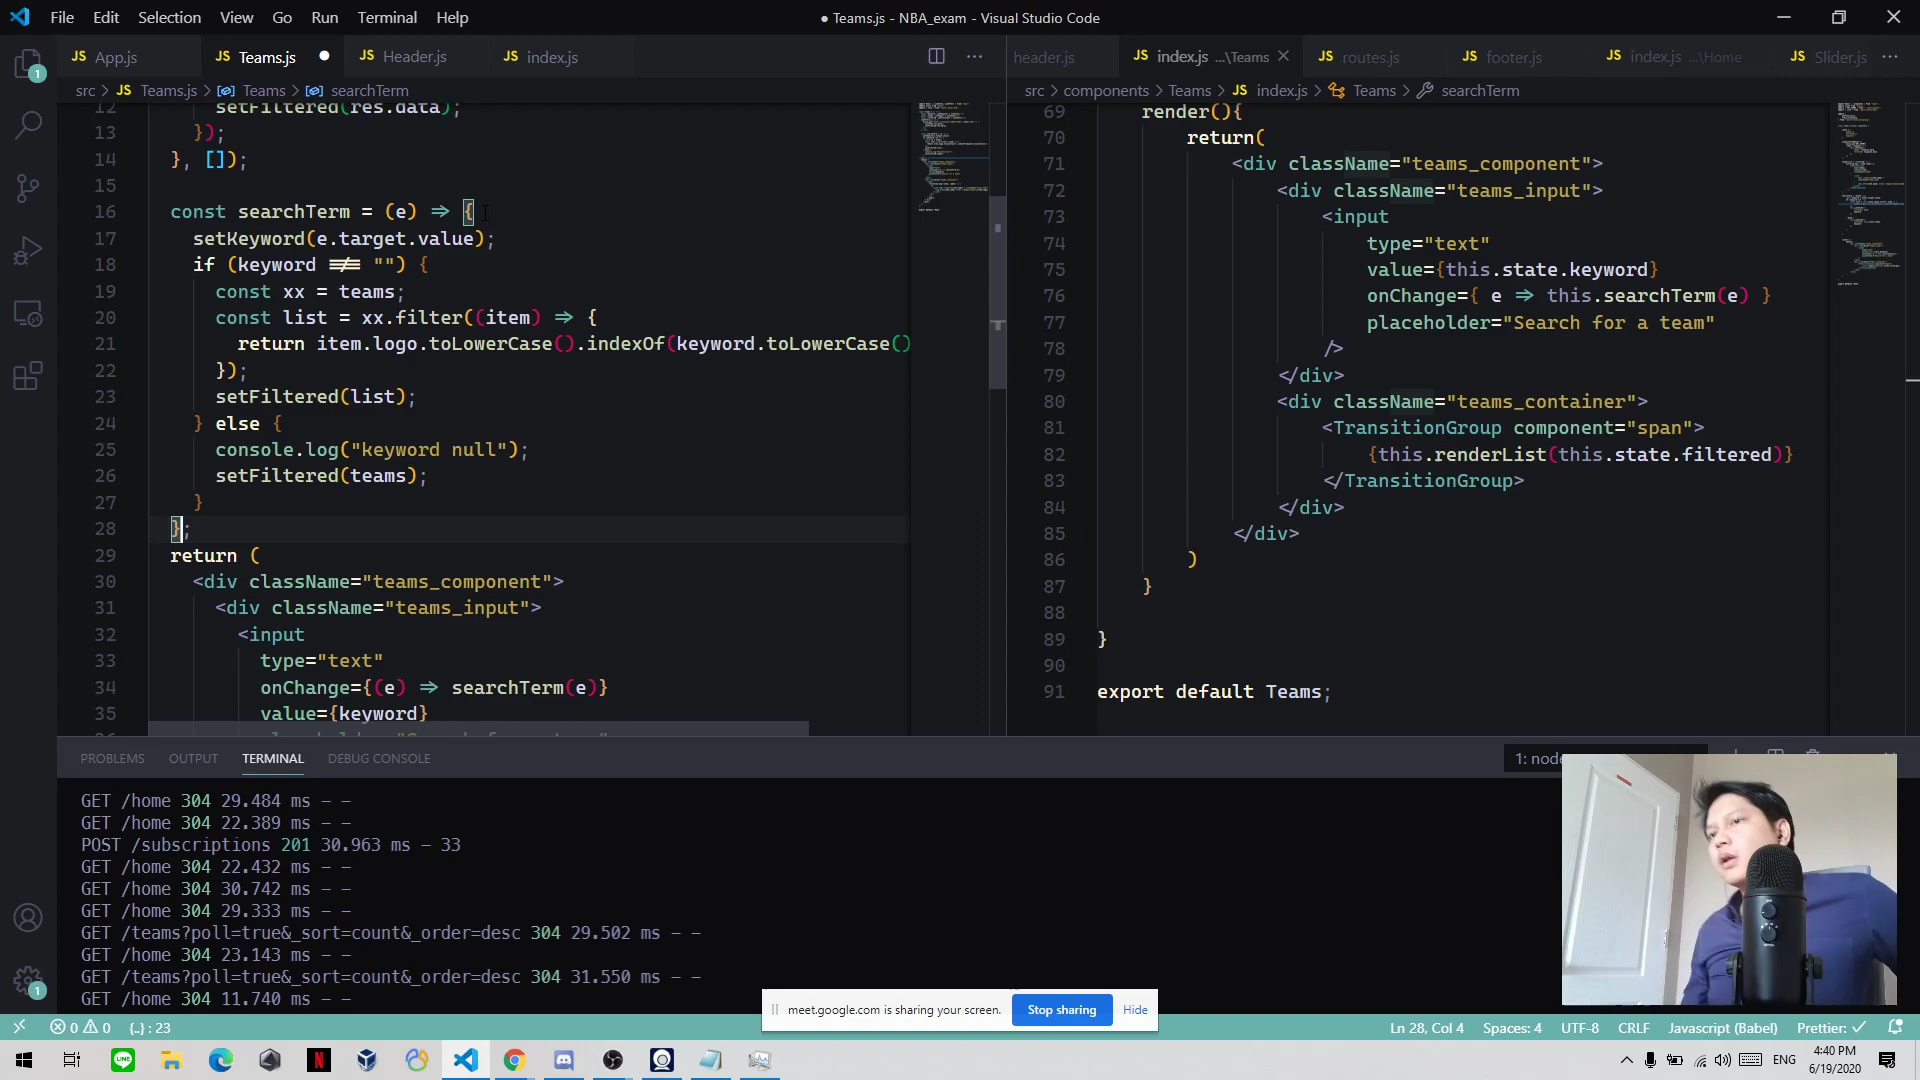 File Edit Selection View Go Run Terminal Help
● Teams.js - NBA_exam - Visual Studio Code
JS App.js
JS Teams.js
JS Header.js
JS index.js
header.js
JS index.js ...\Teams
JS routes.js
JS footer.js
JS index.js ...\Home
JS Slider.js
src > JS Teams.js > Teams > searchTerm
12 setFiltered(res.data);
13 });
14 }, []);
15
16 const searchTerm = (e) => {
17 setKeyword(e.target.value);
18 if (keyword !== "") {
19 const xx = teams;
20 const list = xx.filter((item) => {
21 return item.logo.toLowerCase().indexOf(keyword.toLowerCase()
22 });
23 setFiltered(list);
24 } else {
25 console.log("keyword null");
26 setFiltered(teams);
27 }
28 };
29 return (
30 <div className="teams_component">
31 <div className="teams_input">
32 <input
33 type="text"
34 onChange={(e) => searchTerm(e)}
35 value={keyword}
src > components > Teams > JS index.js > Teams > searchTerm
69 render(){
70 return(
71 <div className="teams_component">
72 <div className="teams_input">
73 <input
74 type="text"
75 value={this.state.keyword}
76 onChange={ e => this.searchTerm(e) }
77 placeholder="Search for a team"
78 />
79 </div>
80 <div className="teams_container">
81 <TransitionGroup component="span">
82 {this.renderList(this.state.filtered)}
83 </TransitionGroup>
84 </div>
85 </div>
86 )
87 }
88
89 }
90
91 export default Teams;
PROBLEMS OUTPUT TERMINAL DEBUG CONSOLE
1: node
GET /home 304 29.484 ms - -
GET /home 304 22.389 ms - -
POST /subscriptions 201 30.963 ms - 33
GET /home 304 22.432 ms - -
GET /home 304 30.742 ms - -
GET /home 304 29.333 ms - -
GET /teams?poll=true&_sort=count&_order=desc 304 29.502 ms - -
GET /home 304 23.143 ms - -
GET /teams?poll=true&_sort=count&_order=desc 304 31.550 ms - -
GET /home 304 11.740 ms - -
meet.google.com is sharing your screen. Stop sharing Hide
0 0 {..} : 23
Ln 28, Col 4 Spaces: 4 UTF-8 CRLF Javascript (Babel) Prettier: ✓
1
1
LINE
N
ENG
4:40 PM
6/19/2020